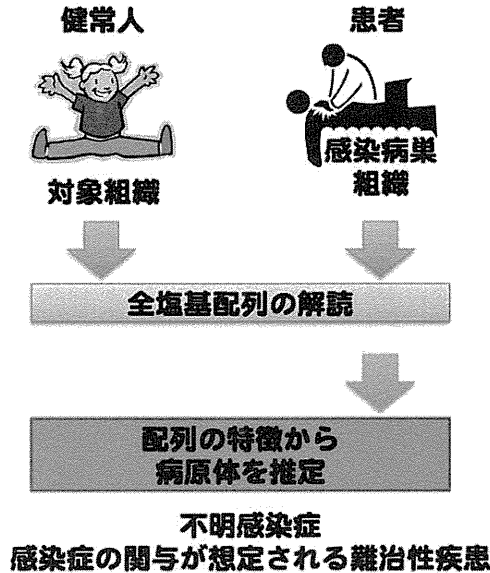 健常人
患者
対象組織
感染病巣
組織
全塩基配列の解読
配列の特徴から
病原体を推定
不明感染症
感染症の関与が想定される難治性疾患